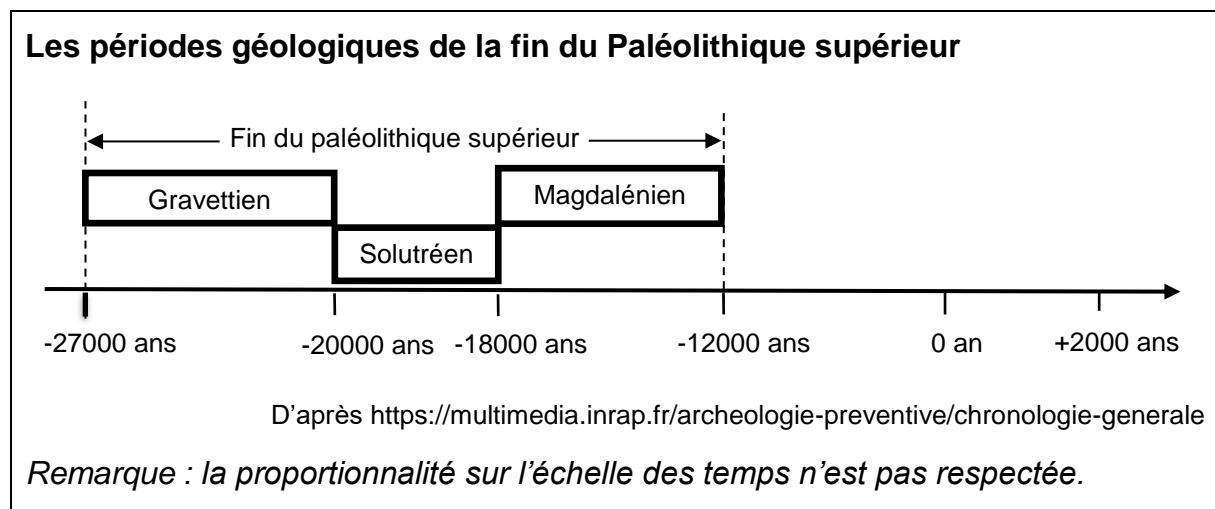 Les périodes géologiques de la fin du Paléolithique supérieur
Fin du paléolithique supérieur
Gravettien
Magdalénien
Solutréen
-27000 ans -20000 ans -18000 ans -12000 ans 0 an +2000 ans
D’après https://multimedia.inrap.fr/archeologie-preventive/chronologie-generale
Remarque : la proportionnalité sur l’échelle des temps n’est pas respectée.